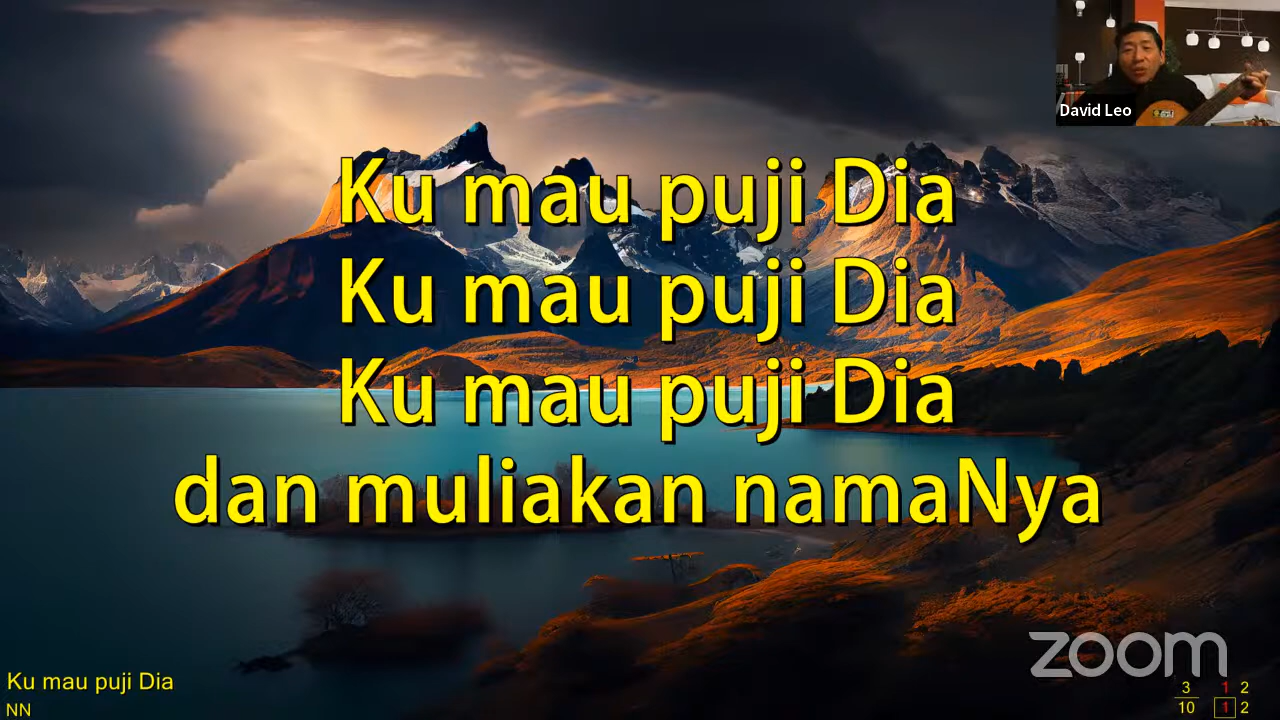 David Leo
Ku mau puji Dia
Ku mau puji Dia
Ku mau puji Dia
dan muliakan namaNya
zoom
Ku mau puji Dia
NN
3 1 2
10 1 2